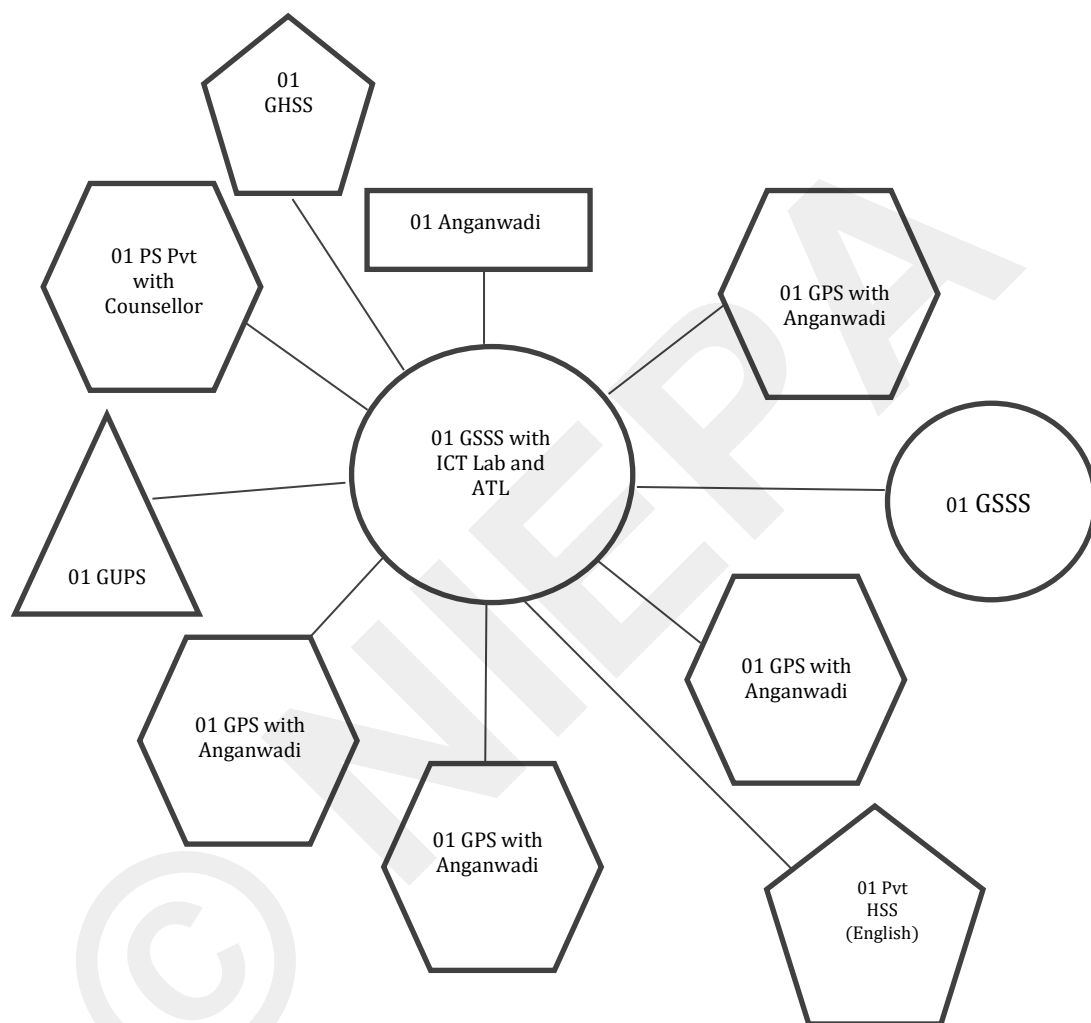 01
GHSS
01 Anganwadi
01 PS Pvt
with
Counsellor
01 GPS with
Anganwadi
01 GSSS with
ICT Lab and
ATL
01 GSSS
01 GUPS
01 GPS with
Anganwadi
01 GPS with
Anganwadi
01 GPS with
Anganwadi
01 Pvt
HSS
(English)
© NIEPA